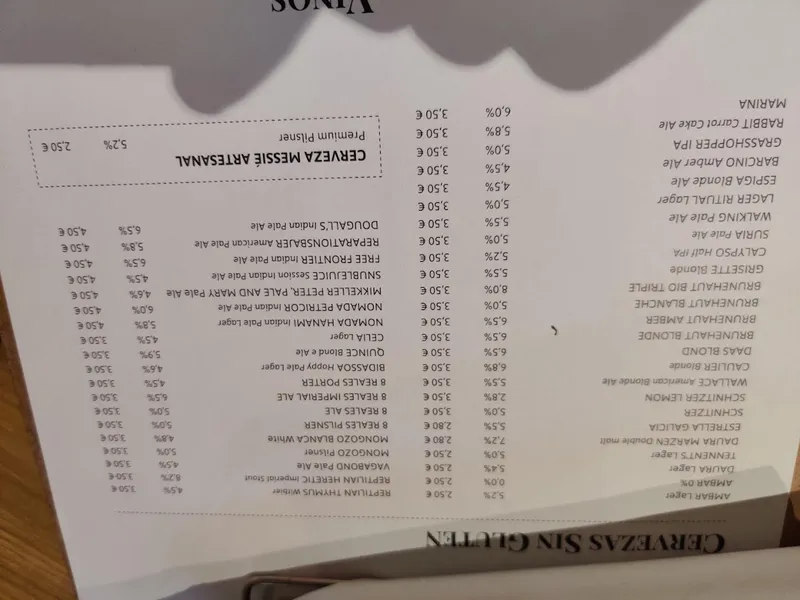 CERVEZAS SIN GLUTEN
AMBAR Lager 5,2% 2,50 €
AMBAR 0% 0,0% 2,50 €
DAURA Lager 5,4% 2,50 €
TENNENT'S Lager 5,0% 2,50 €
DAURA MARZEN Double malt 7,2% 2,80 €
ESTRELLA GALICIA 5,5% 2,80 €
SCHNITZER 5,0% 3,50 €
SCHNITZER LEMON 2,8% 3,50 €
WALLACE American Blonde Ale 5,5% 3,50 €
CAULIER Blonde 6,8% 3,50 €
DAAS BLOND 6,5% 3,50 €
BRUNEHAUT BLONDE 6,5% 3,50 €
BRUNEHAUT AMBER 6,5% 3,50 €
BRUNEHAUT BLANCHE 5,0% 3,50 €
BRUNEHAUT BIO TRIPLE 8,0% 3,50 €
GRISETTE Blonde 5,5% 3,50 €
CALYPSO Half IPA 5,2% 3,50 €
SURIA Pale Ale 5,0% 3,50 €
WALKING Pale Ale 5,5% 3,50 €
LAGER RITUAL Lager 5,0% 3,50 €
ESPIGA Blonde Ale 4,5% 3,50 €
BARCINO Amber Ale 4,5% 3,50 €
GRASSHOPPER IPA 5,0% 3,50 €
RABBIT Carrot Cake Ale 5,8% 3,50 €
MARINA 6,0% 3,50 €
REPTILIAN THYMUS Witbier 4,5% 3,50 €
REPTILIAN HERETIC Imperial Stout 8,2% 3,50 €
VAGABOND Pale Ale 4,5% 3,50 €
MONGOZO Pilsner 5,0% 3,50 €
MONGOZO BLANCA White 4,8% 3,50 €
8 REALES PILSNER 5,0% 3,50 €
8 REALES ALE 5,0% 3,50 €
8 REALES IMPERIAL ALE 6,5% 3,50 €
8 REALES PORTER 4,5% 3,50 €
BIDASSOA Hoppy Pale Lager 4,6% 3,50 €
QUINCE Blond e Ale 5,9% 3,50 €
CELIA Lager 4,5% 3,50 €
NOMADA HANAMI Indian Pale Lager 5,8% 4,50 €
NOMADA PETRICOR Indian Pale Ale 6,0% 4,50 €
MIKKELLER PETER, PALE AND MARY Pale Ale 4,6% 4,50 €
SNUBLEJUICE Session Indian Pale Ale 4,5% 4,50 €
FREE FRONTIER Indian Pale Ale 6,5% 4,50 €
REPARATIONSBAUER American Pale Ale 5,8% 4,50 €
DOUGALL'S Indian Pale Ale 6,5% 4,50 €
CERVEZA MESSIÉ ARTESANAL
Premium Pilsner 5,2% 2,50 €
VINOS